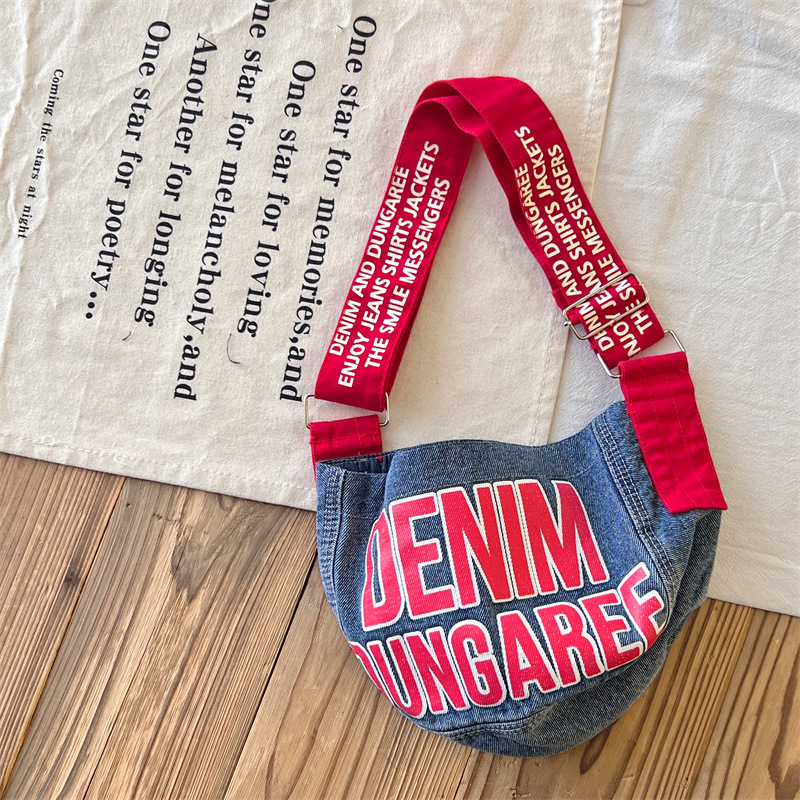 One star for memories,and
One star for loving
One star for melancholy,and
Another for longing
One star for poetry...
Coming the stars at night
DENIM AND DUNGAREE
ENJOY JEANS SHIRTS JACKETS
THE SMILE MESSENGERS
DENIM AND DUNGAREE
ENJOY JEANS SHIRTS JACKETS
THE SMILE MESSENGERS
DENIM
DUNGAREE